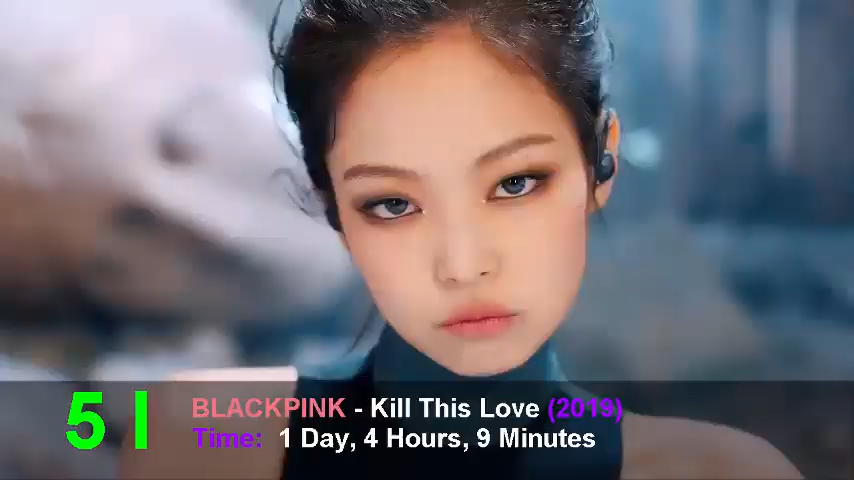 5 |
BLACKPINK - Kill This Love (2019)
Time: 1 Day, 4 Hours, 9 Minutes